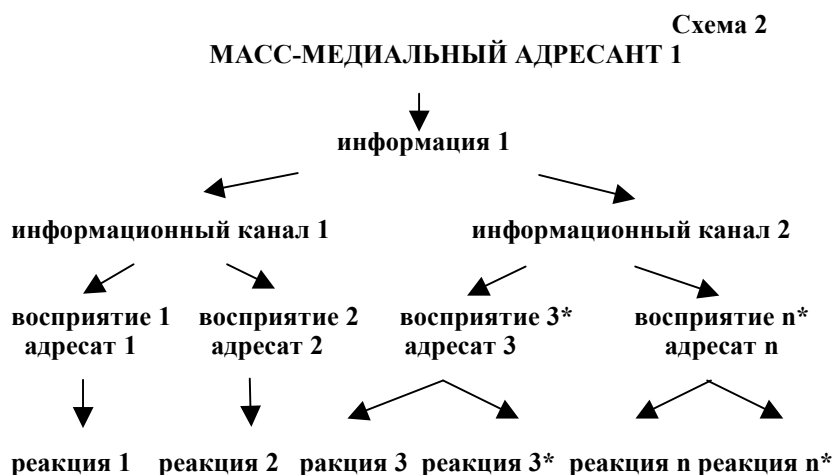 Схема 2
МАСС-МЕДИАЛЬНЫЙ АДРЕСАНТ 1
информация 1
информационный канал 1 информационный канал 2
восприятие 1 восприятие 2 восприятие 3* восприятие n*
адресат 1 адресат 2 адресат 3 адресат n
реакция 1 реакция 2 ракция 3 реакция 3* реакция n реакция n*